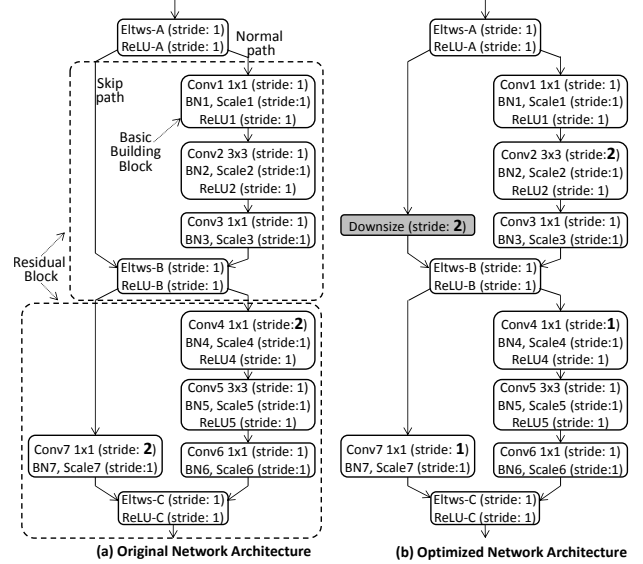 Eltws-A (stride: 1)
ReLU-A (stride: 1)
Normal
path
Skip
path
Conv1 1x1 (stride: 1)
BN1, Scale1 (stride:1)
ReLU1 (stride: 1)
Basic
Building
Block
Conv2 3x3 (stride: 1)
BN2, Scale2 (stride:1)
ReLU2 (stride: 1)
Conv3 1x1 (stride: 1)
BN3, Scale3 (stride:1)
Residual
Block
Eltws-B (stride: 1)
ReLU-B (stride: 1)
Conv4 1x1 (stride:2)
BN4, Scale4 (stride:1)
ReLU4 (stride: 1)
Conv5 3x3 (stride: 1)
BN5, Scale5 (stride:1)
ReLU5 (stride: 1)
Conv7 1x1 (stride: 2)
BN7, Scale7 (stride:1)
Conv6 1x1 (stride: 1)
BN6, Scale6 (stride:1)
Eltws-C (stride: 1)
ReLU-C (stride: 1)
(a) Original Network Architecture
Eltws-A (stride: 1)
ReLU-A (stride: 1)
Conv1 1x1 (stride: 1)
BN1, Scale1 (stride:1)
ReLU1 (stride: 1)
Conv2 3x3 (stride:2)
BN2, Scale2 (stride:1)
ReLU2 (stride: 1)
Downsize (stride: 2)
Conv3 1x1 (stride: 1)
BN3, Scale3 (stride:1)
Eltws-B (stride: 1)
ReLU-B (stride: 1)
Conv4 1x1 (stride:1)
BN4, Scale4 (stride:1)
ReLU4 (stride: 1)
Conv5 3x3 (stride: 1)
BN5, Scale5 (stride:1)
ReLU5 (stride: 1)
Conv7 1x1 (stride: 1)
BN7, Scale7 (stride:1)
Conv6 1x1 (stride: 1)
BN6, Scale6 (stride:1)
Eltws-C (stride: 1)
ReLU-C (stride: 1)
(b) Optimized Network Architecture